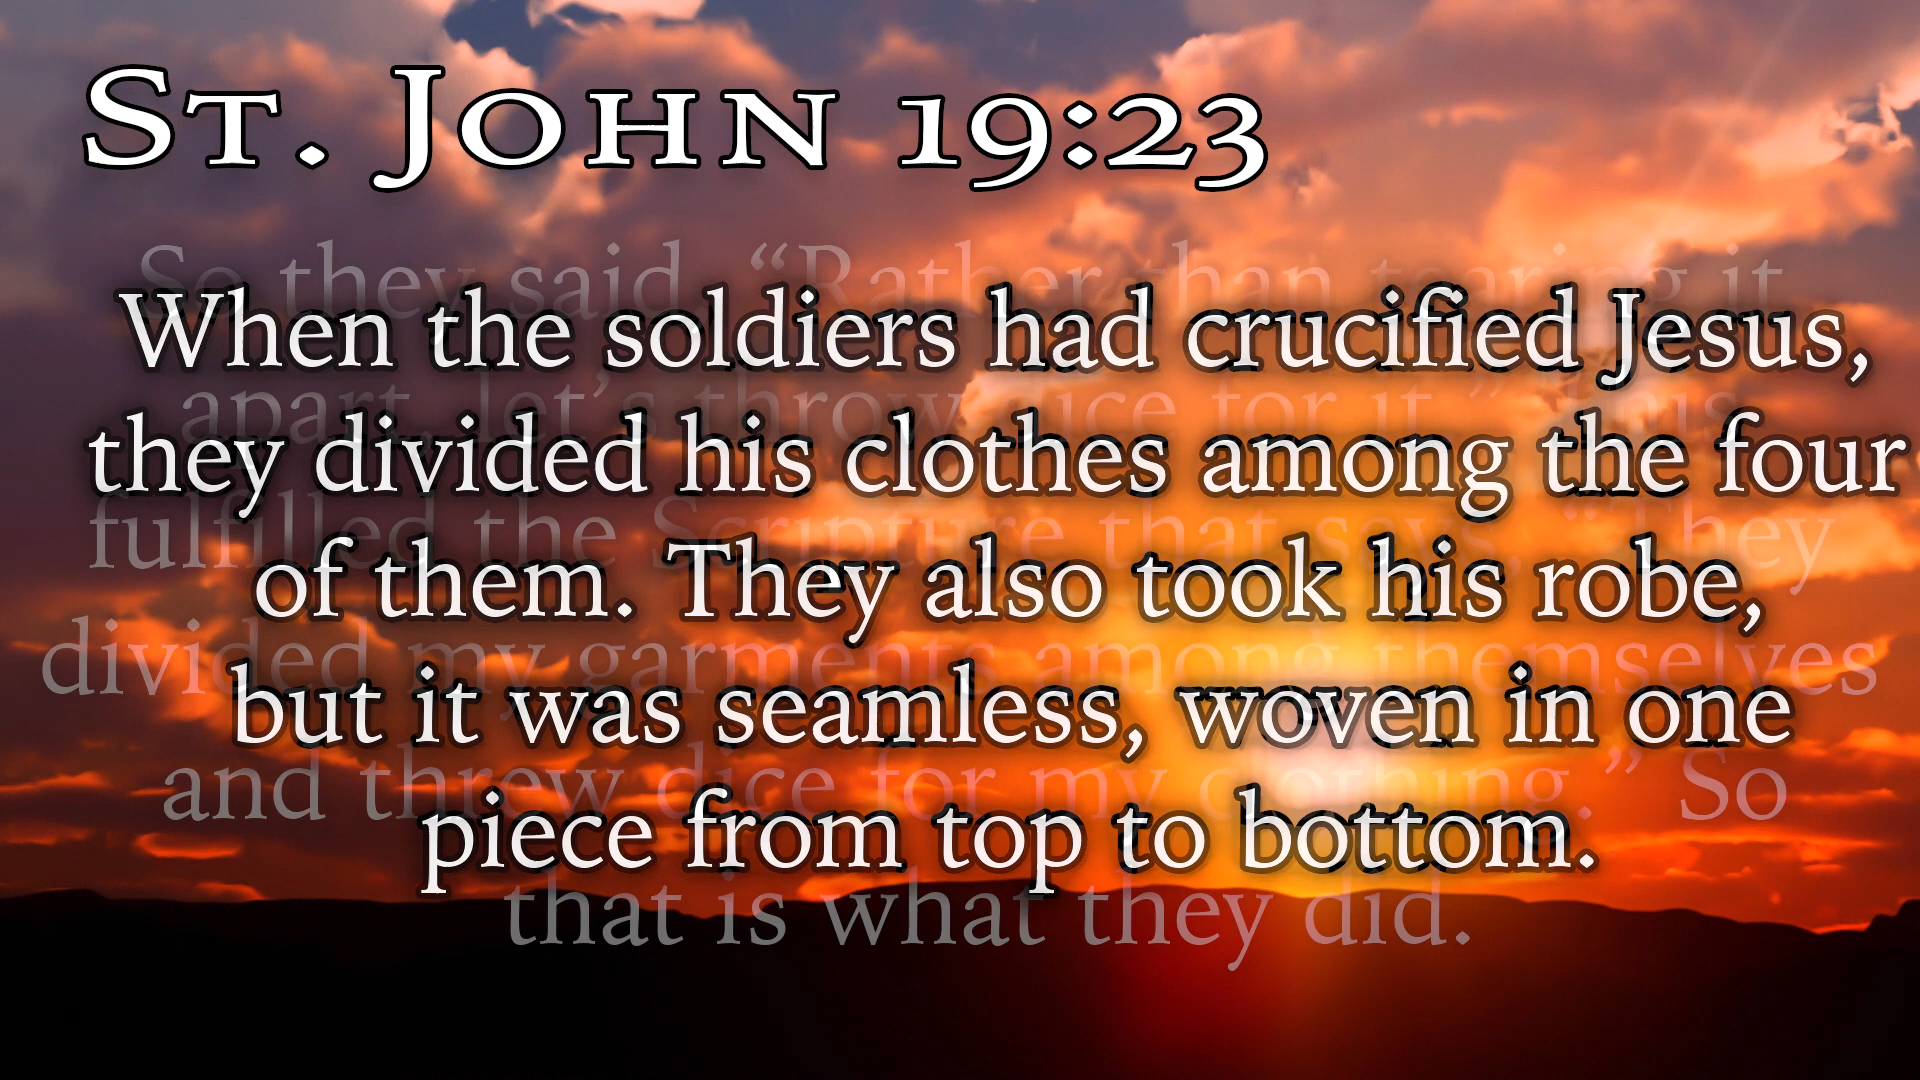 St. John 19:23
When the soldiers had crucified Jesus,
they divided his clothes among the four
of them. They also took his robe,
but it was seamless, woven in one
piece from top to bottom.
So they said, “Rather than tearing it
apart, let’s throw dice for it.” This
fulfilled the Scripture that says, “They
divided my garments among themselves
and threw dice for my clothing.” So
that is what they did.